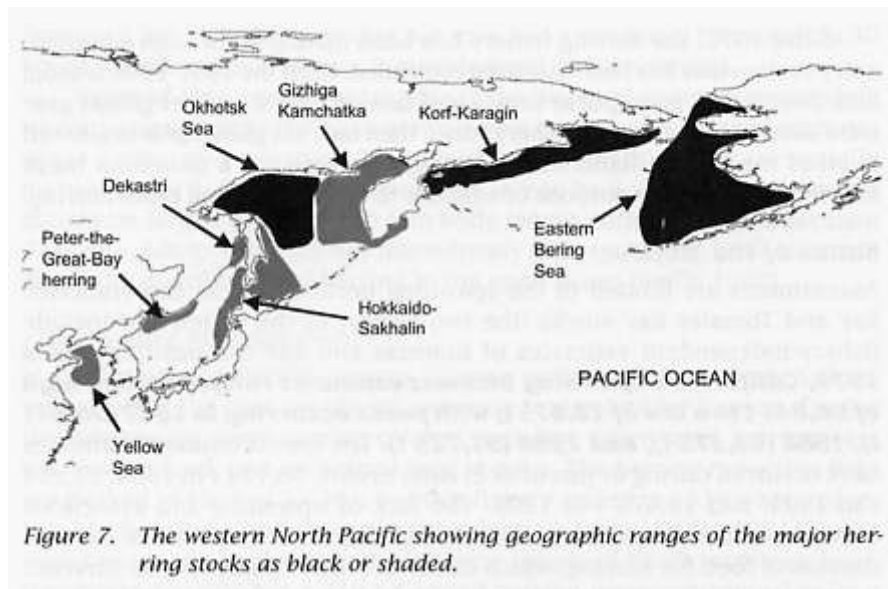 Gizhiga
Kamchatka
Okhotsk
Sea
Korf-Karagin
Dekastri
Peter-the-
Great-Bay
herring
Eastern
Bering
Sea
Hokkaldo-
Sakhalin
PACIFIC OCEAN
Yellow
Sea
Figure 7. The western North Pacific showing geographic ranges of the major her-
ring stocks as black or shaded.